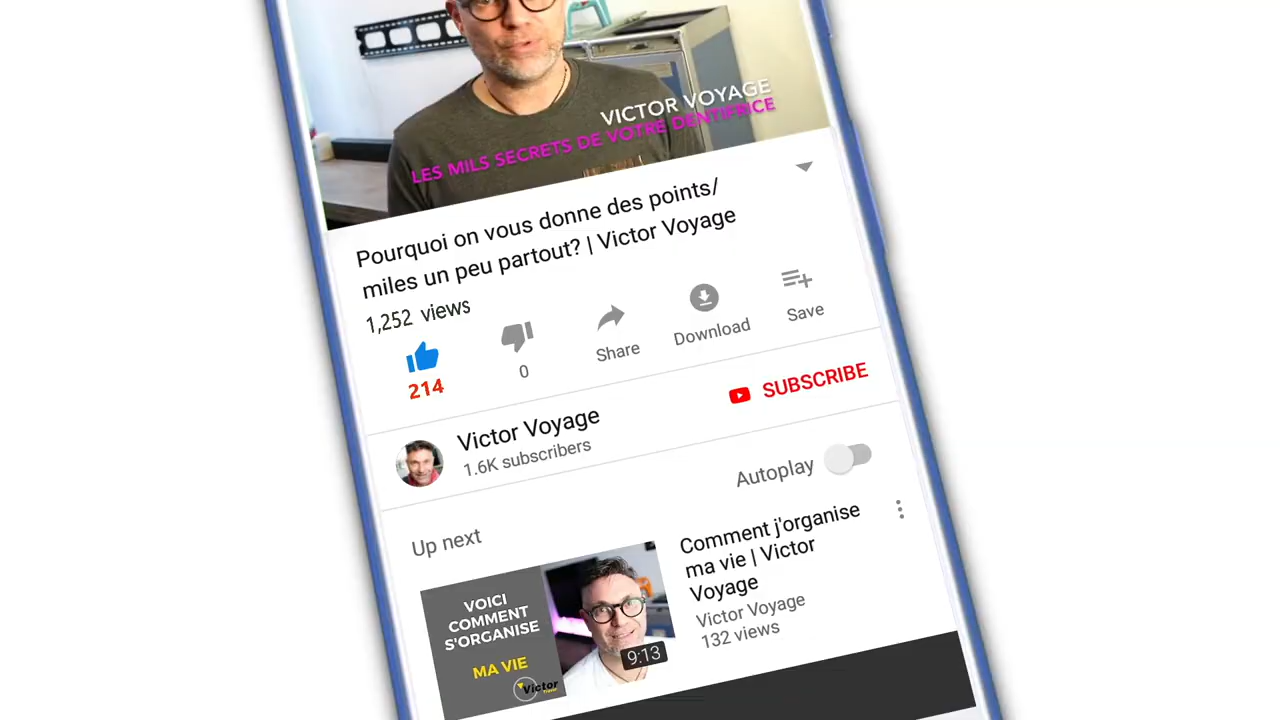 VICTOR VOYAGE
LES MILS SECRETS DE VOTRE DENTIFRICE
Pourquoi on vous donne des points/
miles un peu partout? | Victor Voyage
1,252 views
214
0
Share
Download
Save
Victor Voyage
1.6K subscribers
SUBSCRIBE
Autoplay
Up next
VOICI
COMMENT
S'ORGANISE
MA VIE
Victor
9:13
Comment j'organise
ma vie | Victor
Voyage
Victor Voyage
132 views